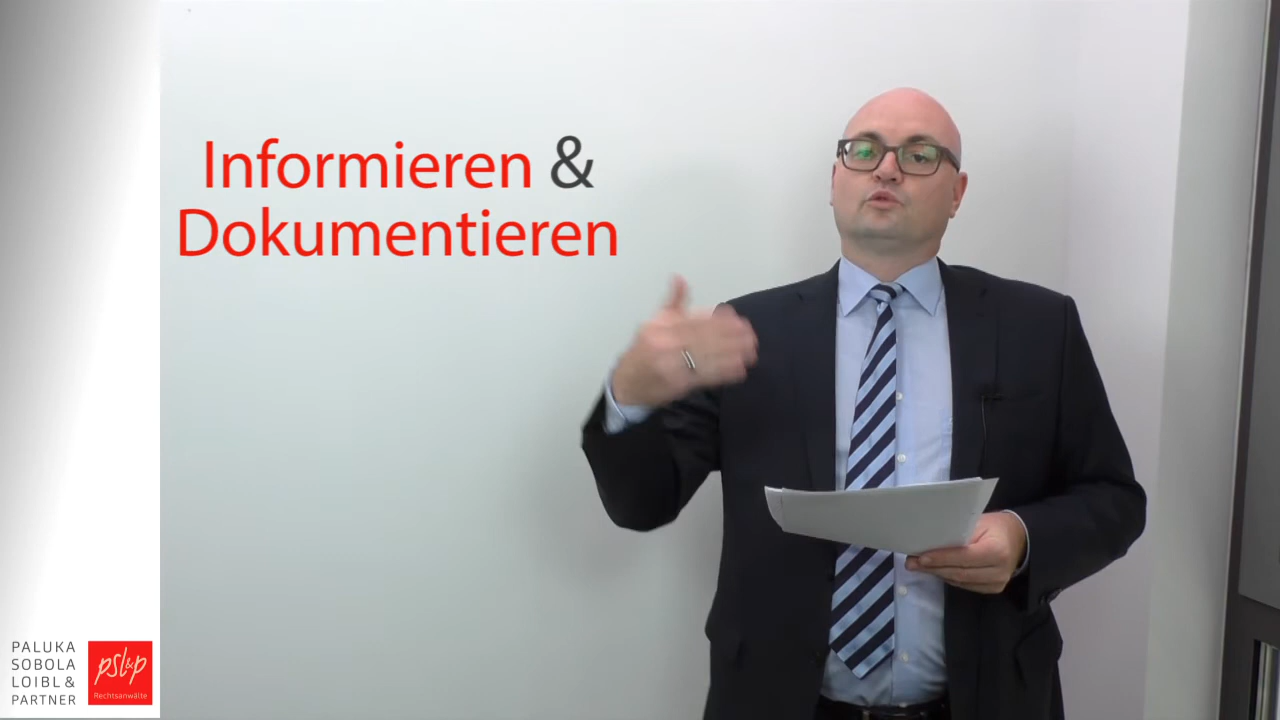 Informieren &
Dokumentieren
PALUKA
SOBOLA
LOIBL &
PARTNER
psl&p
Rechtsanwälte